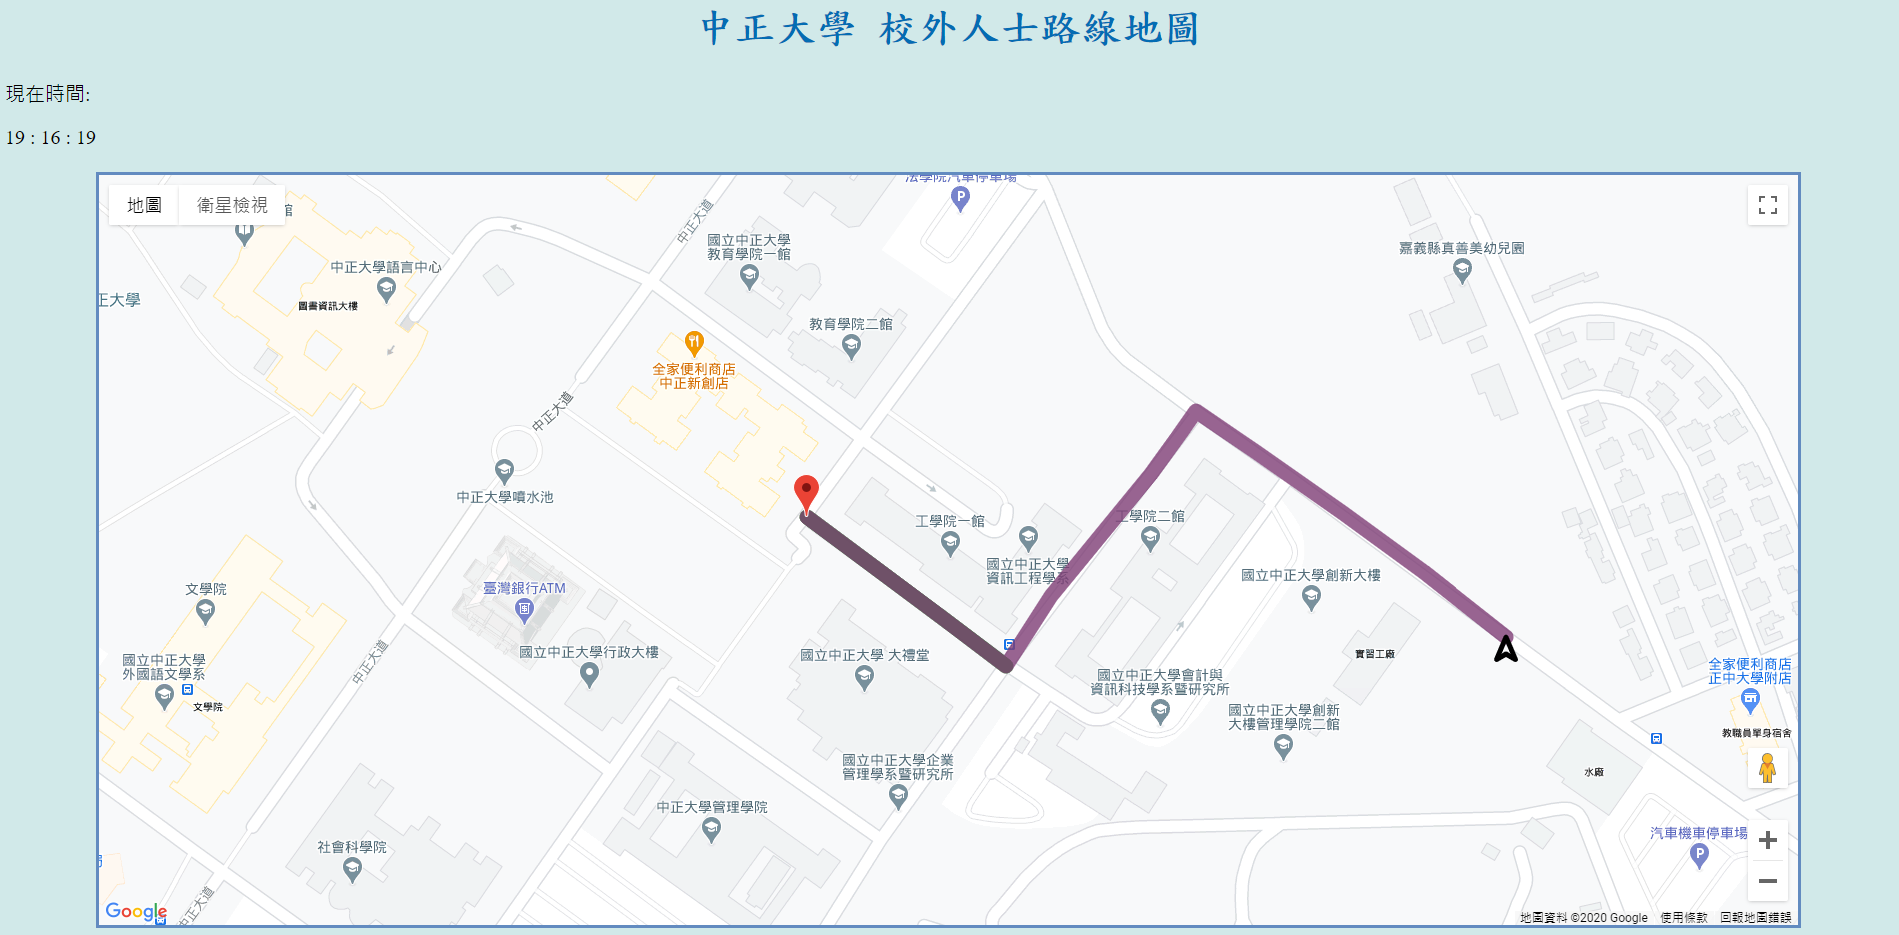 中正大學 校外人士路線地圖
現在時間:
19 : 16 : 19
地圖
衛星檢視
館
法學院汽車停車場
中正大道
國立中正大學
教育學院一館
嘉義縣真善美幼兒園
中正大學語言中心
正大學
圖書資訊大樓
教育學院二館
全家便利商店
中正新創店
中正大道
中正大學噴水池
工學院一館
工學院二館
國立中正大學
資訊工程學系
國立中正大學創新大樓
文學院
臺灣銀行ATM
國立中正大學行政大樓
國立中正大學 大禮堂
實習工廠
中正大道
國立中正大學
外國語文學系
文學院
國立中正大學會計與
資訊科技學系暨研究所
全家便利商店
正中大學附店
國立中正大學創新
大樓管理學院二館
教職員單身宿舍
國立中正大學企業
管理學系暨研究所
水廠
中正大學管理學院
汽車機車停車場
社會科學院
中正大道
Google
地圖資料 ©2020 Google
使用條款
回報地圖錯誤